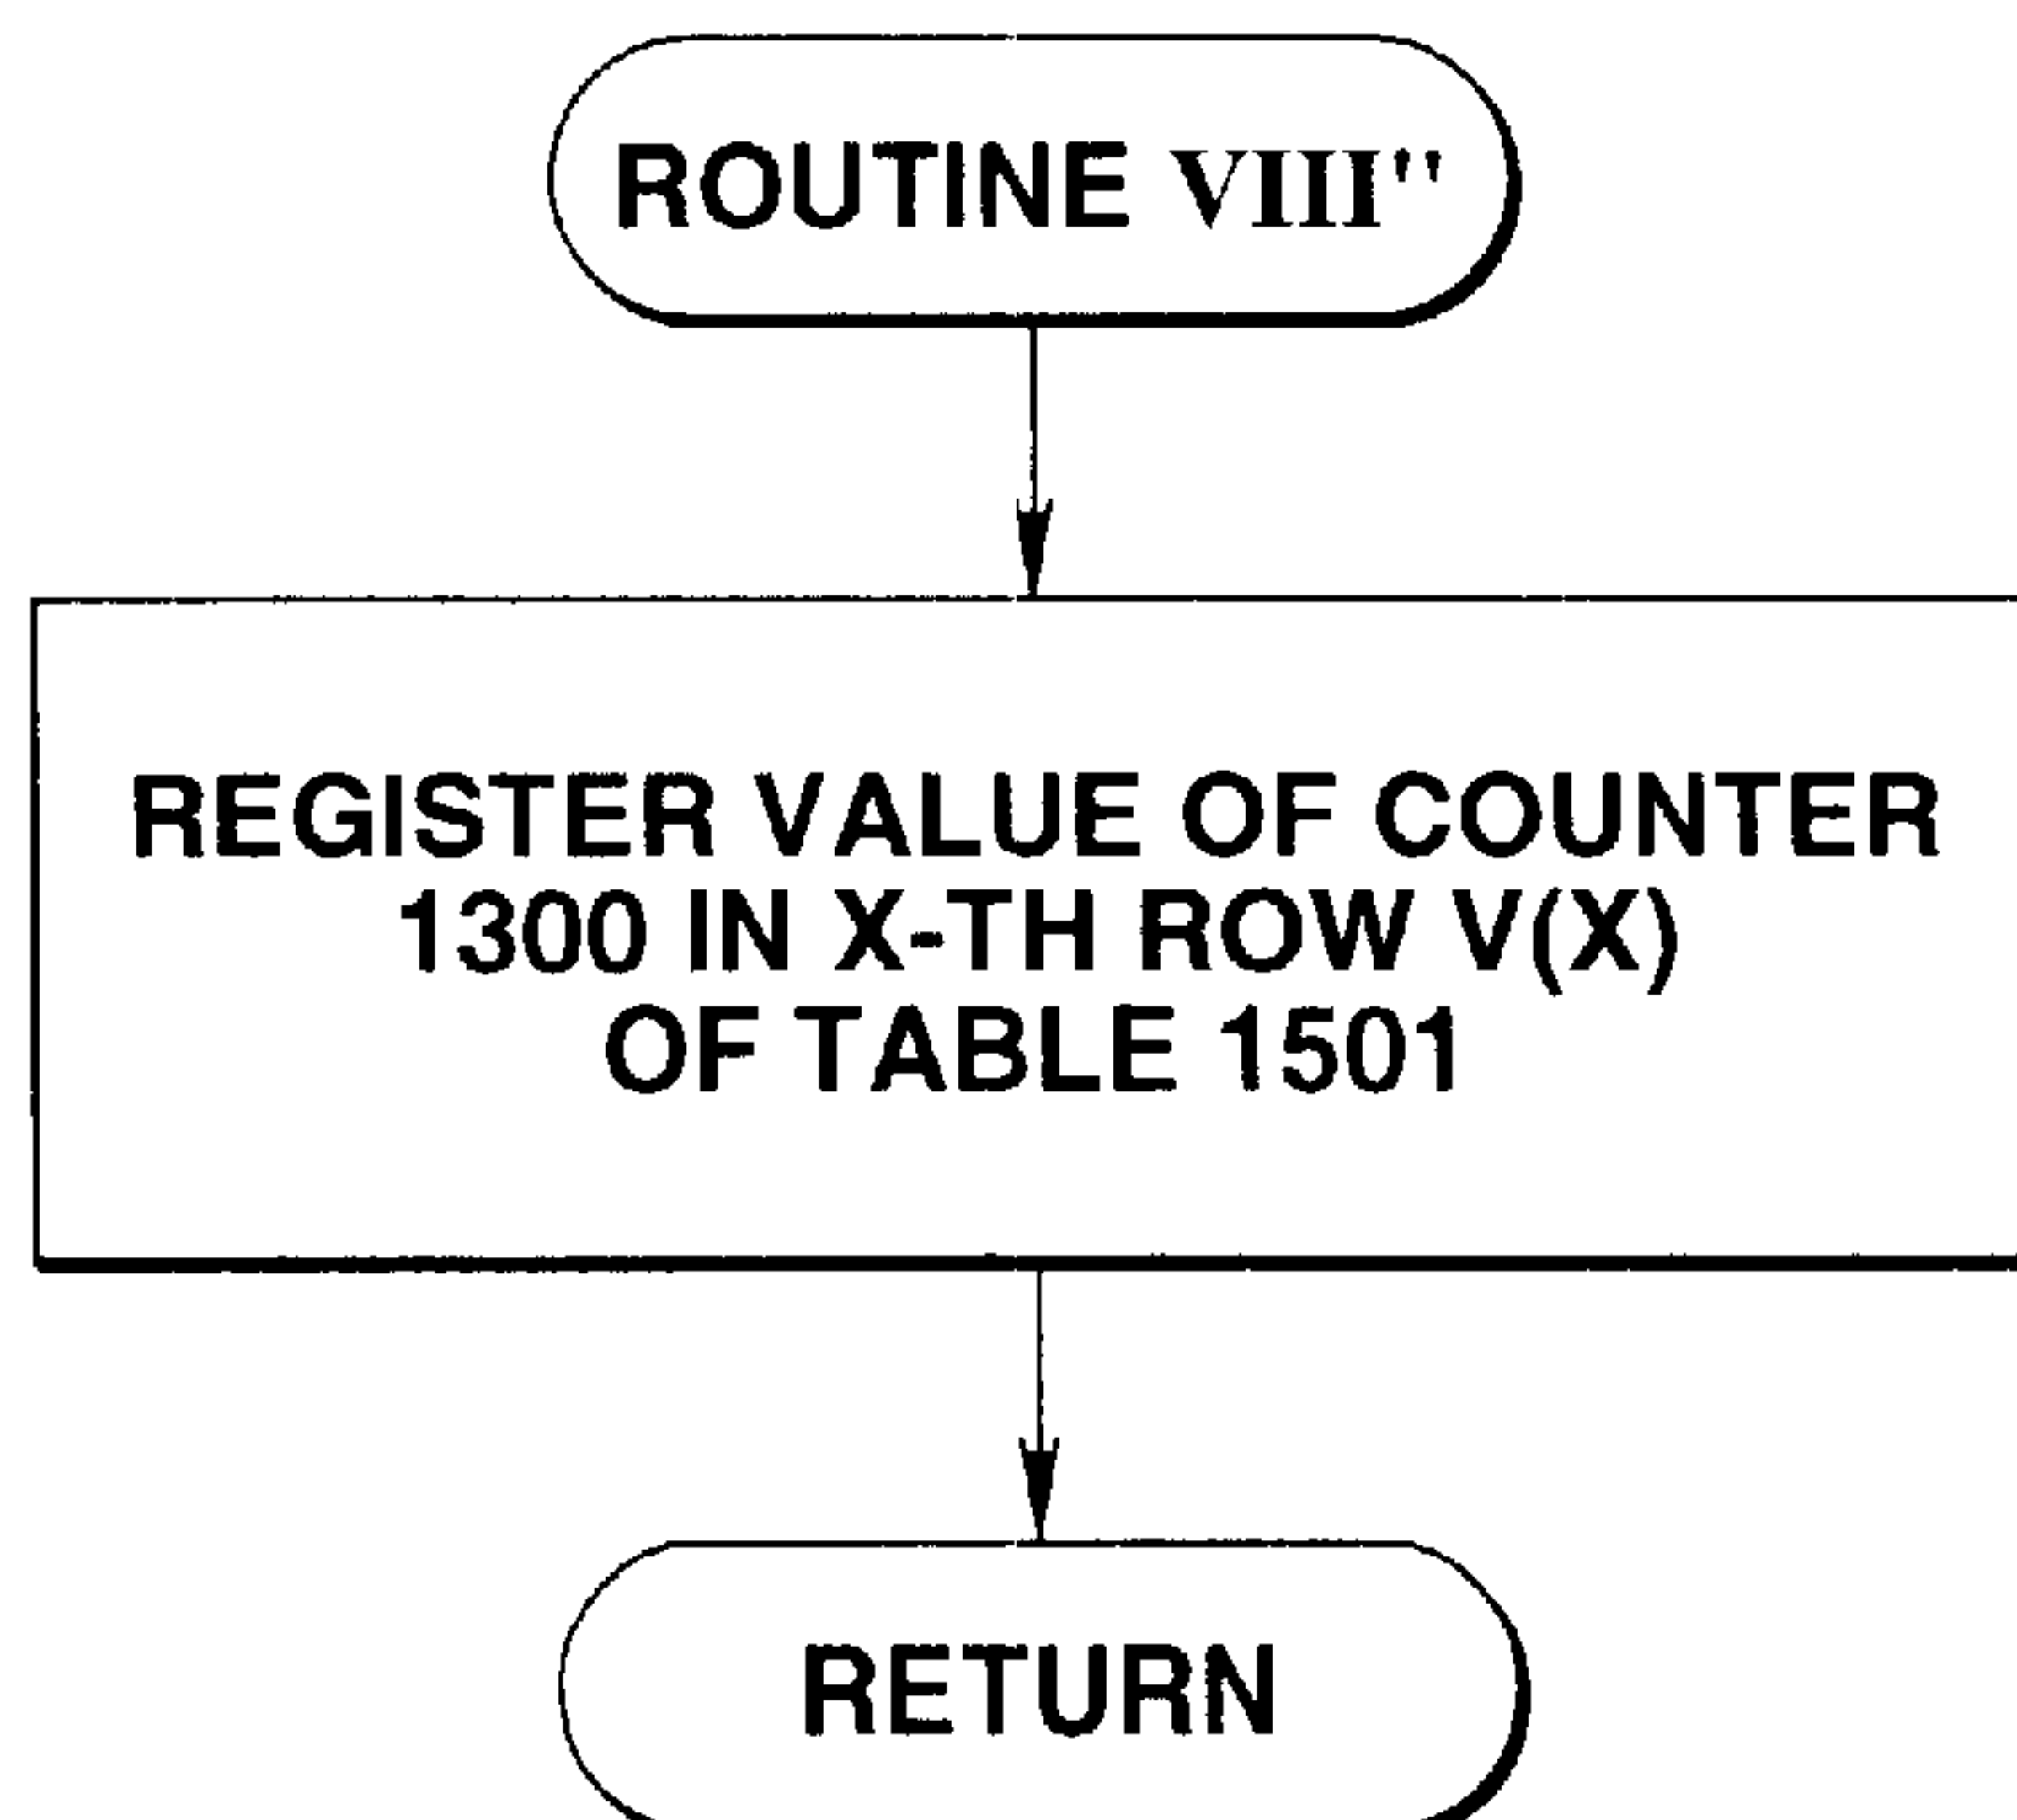 ROUTINE VIII"
REGISTER VALUE OF COUNTER
1300 IN X-TH ROW V(X)
OF TABLE 1501
RETURN